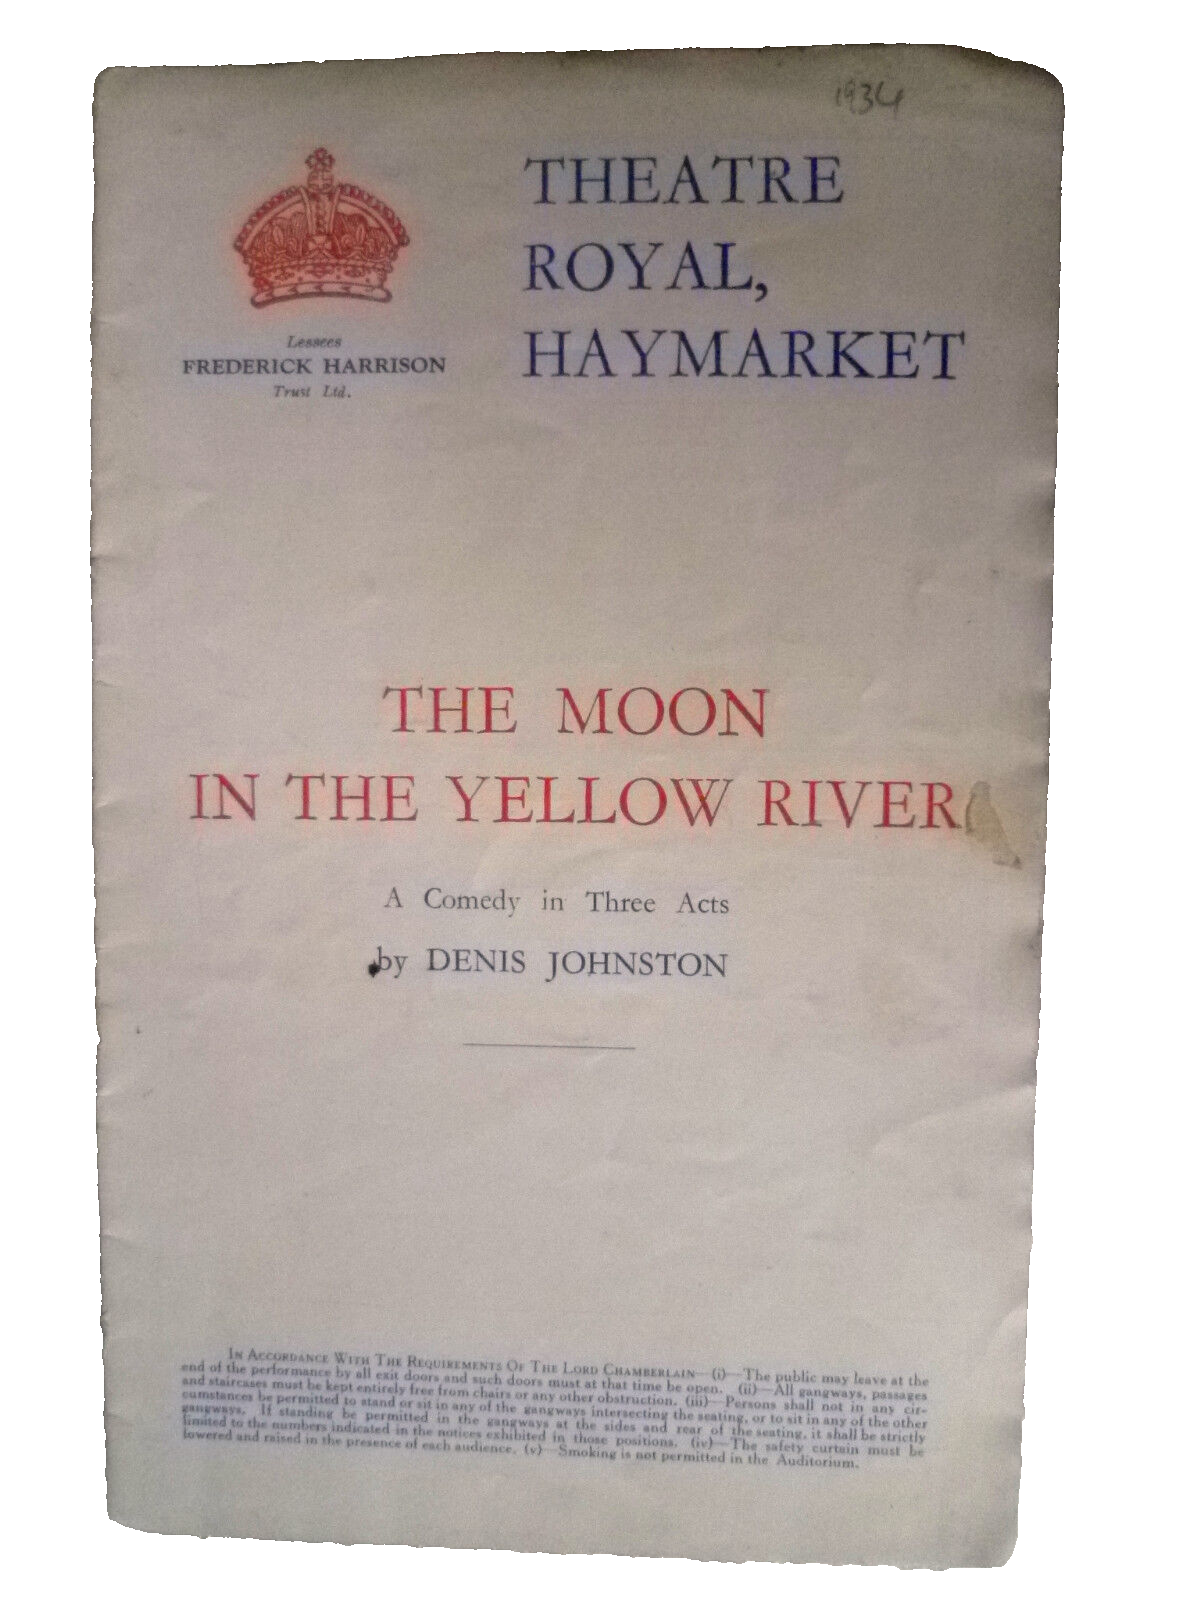 1934
THEATRE
ROYAL,
HAYMARKET
Lessees
FREDERICK HARRISON
Trust Ltd.
THE MOON
IN THE YELLOW RIVER
A Comedy in Three Acts
by DENIS JOHNSTON
IN ACCORDANCE WITH THE REQUIREMENTS OF THE LORD CHAMBERLAIN—(i)—The public may leave at the
end of the performance by all exit doors and such doors must at that time be open. (ii)—All gangways, passages
and staircases must be kept entirely free from chairs or any other obstruction. (iii)—Persons shall not in any cir-
cumstances be permitted to stand or sit in any of the gangways intersecting the seating, or to sit in any of the other
gangways. If standing be permitted in the gangways at the sides and rear of the seating, it shall be strictly
limited to the numbers indicated in the notices exhibited in those positions. (iv)—The safety curtain must be
lowered and raised in the presence of each audience. (v)—Smoking is not permitted in the Auditorium.